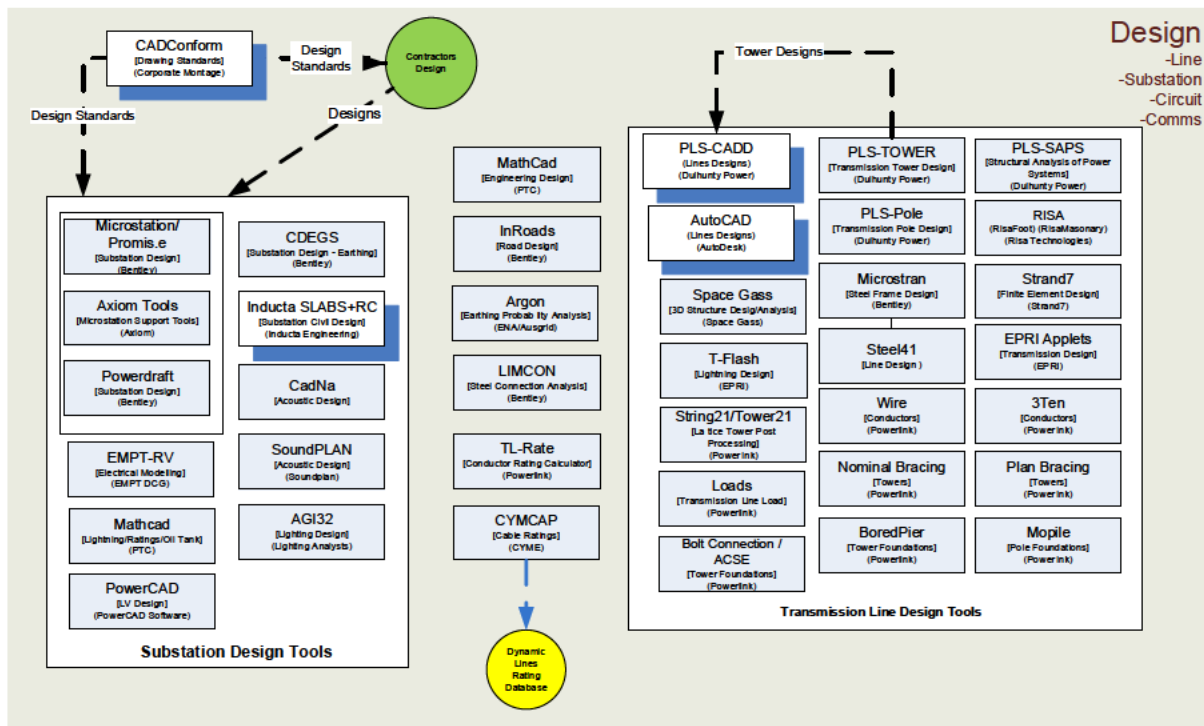 Design
-Line
-Substation
-Circuit
-Comms
CADConform
[Drawing Standards]
(Corporate Montage)
Design
Standards
Contractors
Design
Design Standards
Designs
Tower Designs
Microstation/
Promis.e
[Substation Design]
(Bentley)
Axiom Tools
[Microstation Support Tools]
(Axiom)
Powerdraft
[Substation Design]
(Bentley)
EMPT-RV
[Electrical Modelling]
(EMPT DCG)
Mathcad
[Lightning/Ratings/Oil Tank]
(PTC)
PowerCAD
[LV Design]
(PowerCAD Software)
CDEGS
[Substation Design - Earthing]
(Bentley)
Inducta SLABS+RC
[Substation Civil Design]
(Inducta Engineering)
CadNa
[Acoustic Design]
SoundPLAN
[Acoustic Design]
(Soundplan)
AGI32
[Lighting Design]
(Lighting Analysts)
Substation Design Tools
MathCad
[Engineering Design]
(PTC)
InRoads
[Road Design]
(Bentley)
Argon
[Earthing Probability Analysis]
(ENA/Ausgrid)
LIMCON
[Steel Connection Analysis]
(Bentley)
TL-Rate
[Conductor Rating Calculator]
(Powerlink)
CYMCAP
[Cable Ratings]
(CYME)
Dynamic
Lines
Rating
Database
PLS-CADD
(Lines Designs)
(Dulhunty Power)
AutoCAD
(Lines Designs)
(AutoDesk)
Space Gass
[3D Structure Desig/Analysis]
(Space Gass)
T-Flash
[Lightning Design]
(EPRI)
String21/Tower21
[Lattice Tower Post
Processing]
(Powerlink)
Loads
[Transmission Line Load]
(Powerlink)
Bolt Connection /
ACSE
[Tower Foundations]
(Powerlink)
PLS-TOWER
[Transmission Tower Design]
(Dulhunty Power)
PLS-Pole
[Transmission Pole Design]
(Dulhunty Power)
Microstran
[Steel Frame Design]
(Bentley)
Steel41
[Line Design )
Wire
[Conductors]
(Powerlink)
Nominal Bracing
[Towers]
(Powerlink)
BoredPier
[Tower Foundations]
(Powerlink)
PLS-SAPS
[Structural Analysis of Power
Systems]
(Dulhunty Power)
RISA
(RisaFoot) (RisaMasonary)
(Risa Technologies)
Strand7
[Finite Element Design]
(Strand7)
EPRI Applets
[Transmission Design]
(EPRI)
3Ten
[Conductors]
(Powerlink)
Plan Bracing
[Towers]
(Powerlink)
Mopile
[Pole Foundations]
(Powerlink)
Transmission Line Design Tools